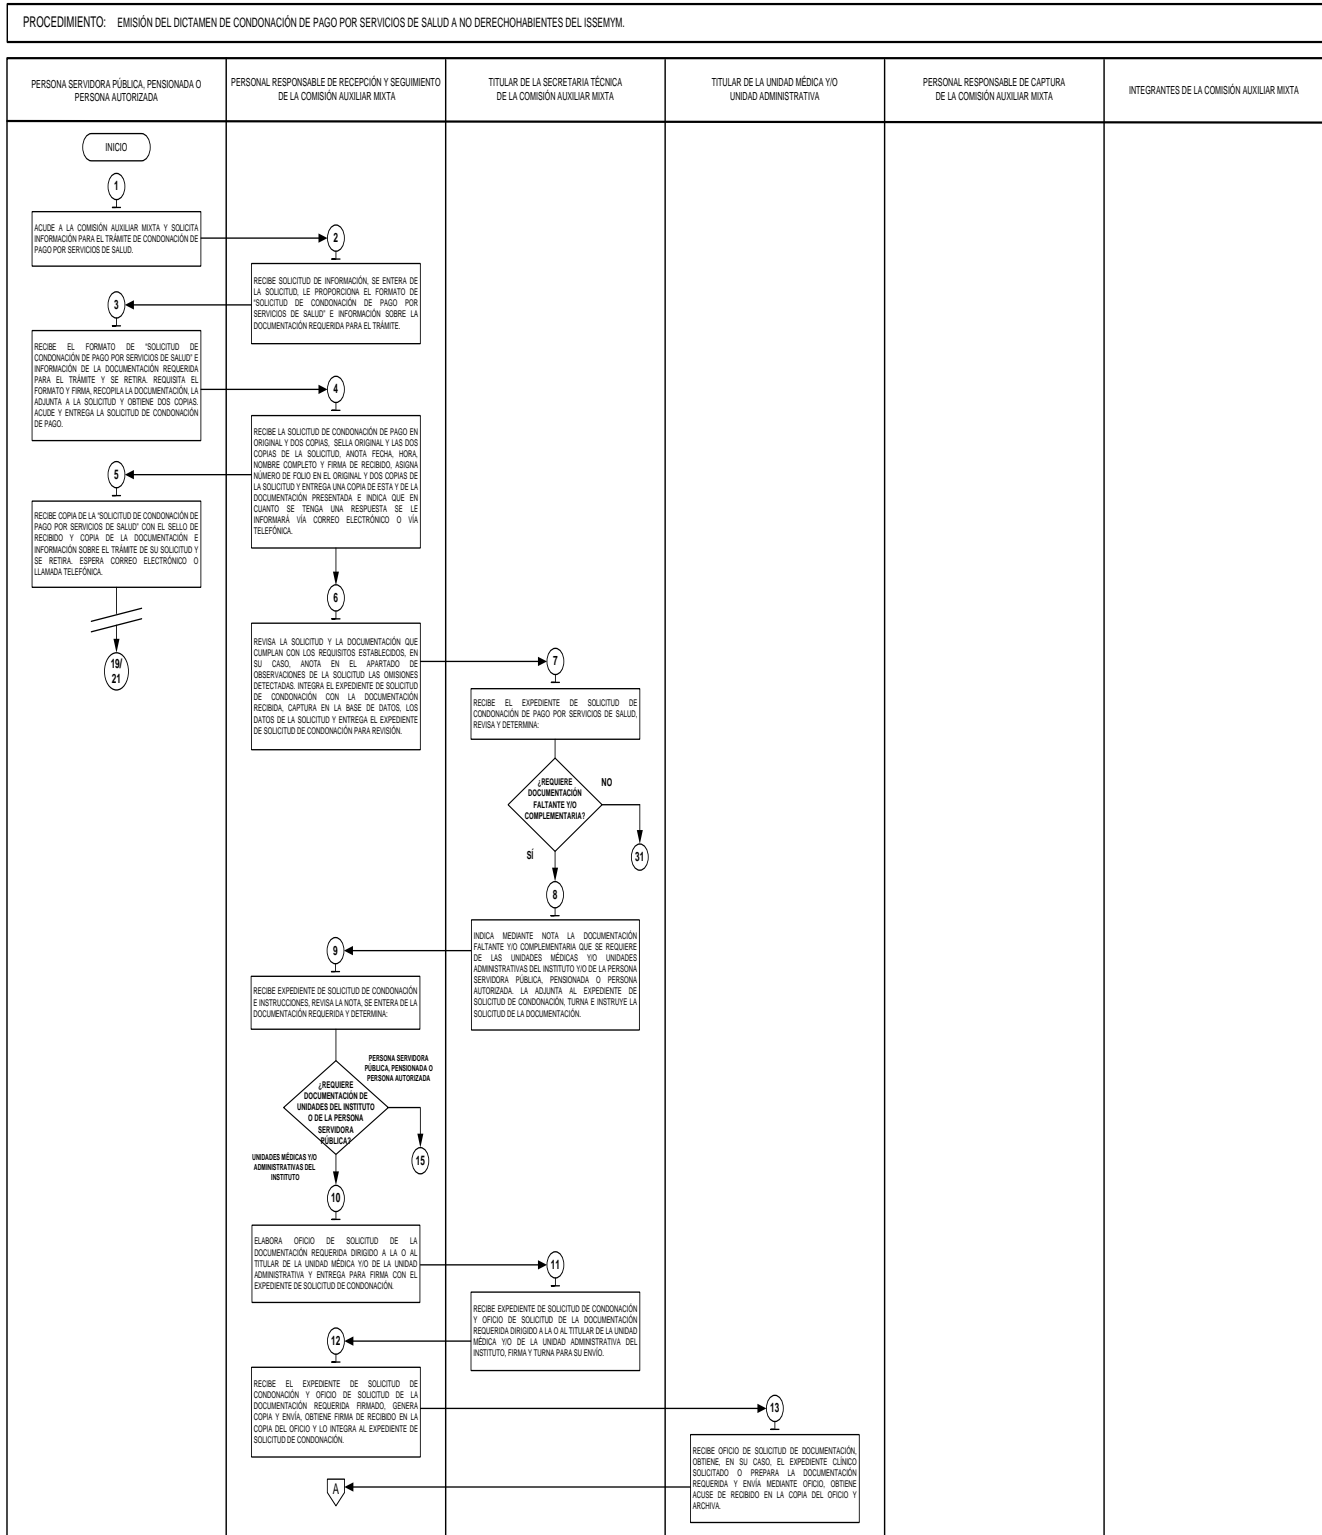 PROCEDIMIENTO: EMISIÓN DEL DICTAMEN DE CONDONACIÓN DE PAGO POR SERVICIOS DE SALUD A NO DERECHOHABIENTES DEL ISSEMYM.
PERSONA SERVIDORA PÚBLICA, PENSIONADA O
PERSONA AUTORIZADA
PERSONAL RESPONSABLE DE RECEPCIÓN Y SEGUIMIENTO
DE LA COMISIÓN AUXILIAR MIXTA
TITULAR DE LA SECRETARIA TÉCNICA
DE LA COMISIÓN AUXILIAR MIXTA
TITULAR DE LA UNIDAD MÉDICA Y/O
UNIDAD ADMINISTRATIVA
PERSONAL RESPONSABLE DE CAPTURA
DE LA COMISIÓN AUXILIAR MIXTA
INTEGRANTES DE LA COMISIÓN AUXILIAR MIXTA
INICIO
1
ACUDE A LA COMISIÓN AUXILIAR MIXTA Y SOLICITA
INFORMACIÓN PARA EL TRÁMITE DE CONDONACIÓN DE
PAGO POR SERVICIOS DE SALUD.
2
RECIBE SOLICITUD DE INFORMACIÓN, SE ENTERA DE
LA SOLICITUD, LE PROPORCIONA EL FORMATO DE
"SOLICITUD DE CONDONACIÓN DE PAGO POR
SERVICIOS DE SALUD" E INFORMACIÓN SOBRE LA
DOCUMENTACIÓN REQUERIDA PARA EL TRÁMITE.
3
RECIBE EL FORMATO DE "SOLICITUD DE
CONDONACIÓN DE PAGO POR SERVICIOS DE SALUD" E
INFORMACIÓN DE LA DOCUMENTACIÓN REQUERIDA
PARA EL TRÁMITE Y SE RETIRA. REQUISITA EL
FORMATO Y FIRMA, RECOPILA LA DOCUMENTACIÓN, LA
ADJUNTA A LA SOLICITUD Y OBTIENE DOS COPIAS.
ACUDE Y ENTREGA LA SOLICITUD DE CONDONACIÓN
DE PAGO.
4
RECIBE LA SOLICITUD DE CONDONACIÓN DE PAGO EN
ORIGINAL Y DOS COPIAS, SELLA ORIGINAL Y LAS DOS
COPIAS DE LA SOLICITUD, ANOTA FECHA, HORA,
NOMBRE COMPLETO Y FIRMA DE RECIBIDO, ASIGNA
NÚMERO DE FOLIO EN EL ORIGINAL Y DOS COPIAS DE
LA SOLICITUD Y ENTREGA UNA COPIA DE ESTA Y DE LA
DOCUMENTACIÓN PRESENTADA E INDICA QUE EN
CUANTO SE TENGA UNA RESPUESTA SE LE
INFORMARÁ VÍA CORREO ELECTRÓNICO O VÍA
TELEFÓNICA.
5
RECIBE COPIA DE LA "SOLICITUD DE CONDONACIÓN DE
PAGO POR SERVICIOS DE SALUD" CON EL SELLO DE
RECIBIDO Y COPIA DE LA DOCUMENTACIÓN E
INFORMACIÓN SOBRE EL TRÁMITE DE SU SOLICITUD Y
SE RETIRA. ESPERA CORREO ELECTRÓNICO O
LLAMADA TELEFÓNICA.
19/
21
6
REVISA LA SOLICITUD Y LA DOCUMENTACIÓN QUE
CUMPLAN CON LOS REQUISITOS ESTABLECIDOS, EN
SU CASO, ANOTA EN EL APARTADO DE
OBSERVACIONES DE LA SOLICITUD LAS OMISIONES
DETECTADAS. INTEGRA EL EXPEDIENTE DE SOLICITUD
DE CONDONACIÓN CON LA DOCUMENTACIÓN
RECIBIDA, CAPTURA EN LA BASE DE DATOS, LOS
DATOS DE LA SOLICITUD Y ENTREGA EL EXPEDIENTE
DE SOLICITUD DE CONDONACIÓN PARA REVISIÓN.
7
RECIBE EL EXPEDIENTE DE SOLICITUD DE
CONDONACIÓN DE PAGO POR SERVICIOS DE SALUD,
REVISA Y DETERMINA:
¿REQUIERE
DOCUMENTACIÓN
FALTANTE Y/O
COMPLEMENTARIA?
NO
31
SÍ
8
INDICA MEDIANTE NOTA LA DOCUMENTACIÓN
FALTANTE Y/O COMPLEMENTARIA QUE SE REQUIERE
DE LAS UNIDADES MÉDICAS Y/O UNIDADES
ADMINISTRATIVAS DEL INSTITUTO Y/O DE LA PERSONA
SERVIDORA PÚBLICA, PENSIONADA O PERSONA
AUTORIZADA. LA ADJUNTA AL EXPEDIENTE DE
SOLICITUD DE CONDONACIÓN, TURNA E INSTRUYE LA
SOLICITUD DE LA DOCUMENTACIÓN.
9
RECIBE EXPEDIENTE DE SOLICITUD DE CONDONACIÓN
E INSTRUCCIONES, REVISA LA NOTA, SE ENTERA DE LA
DOCUMENTACIÓN REQUERIDA Y DETERMINA:
PERSONA SERVIDORA
PÚBLICA, PENSIONADA O
PERSONA AUTORIZADA
¿REQUIERE
DOCUMENTACIÓN DE
UNIDADES DEL INSTITUTO
O DE LA PERSONA
SERVIDORA
PÚBLICA?
15
UNIDADES MÉDICAS Y/O
ADMINISTRATIVAS DEL
INSTITUTO
10
ELABORA OFICIO DE SOLICITUD DE LA
DOCUMENTACIÓN REQUERIDA DIRIGIDO A LA O AL
TITULAR DE LA UNIDAD MÉDICA Y/O DE LA UNIDAD
ADMINISTRATIVA Y ENTREGA PARA FIRMA CON EL
EXPEDIENTE DE SOLICITUD DE CONDONACIÓN.
11
RECIBE EXPEDIENTE DE SOLICITUD DE CONDONACIÓN
Y OFICIO DE SOLICITUD DE LA DOCUMENTACIÓN
REQUERIDA DIRIGIDO A LA O AL TITULAR DE LA UNIDAD
MÉDICA Y/O DE LA UNIDAD ADMINISTRATIVA DEL
INSTITUTO, FIRMA Y TURNA PARA SU ENVÍO.
12
RECIBE EL EXPEDIENTE DE SOLICITUD DE
CONDONACIÓN Y OFICIO DE SOLICITUD DE LA
DOCUMENTACIÓN REQUERIDA FIRMADO, GENERA
COPIA Y ENVÍA, OBTIENE FIRMA DE RECIBIDO EN LA
COPIA DEL OFICIO Y LO INTEGRA AL EXPEDIENTE DE
SOLICITUD DE CONDONACIÓN.
13
RECIBE OFICIO DE SOLICITUD DE DOCUMENTACIÓN,
OBTIENE, EN SU CASO, EL EXPEDIENTE CLÍNICO
SOLICITADO O PREPARA LA DOCUMENTACIÓN
REQUERIDA Y ENVÍA MEDIANTE OFICIO, OBTIENE
ACUSE DE RECIBIDO EN LA COPIA DEL OFICIO Y
ARCHIVA.
A